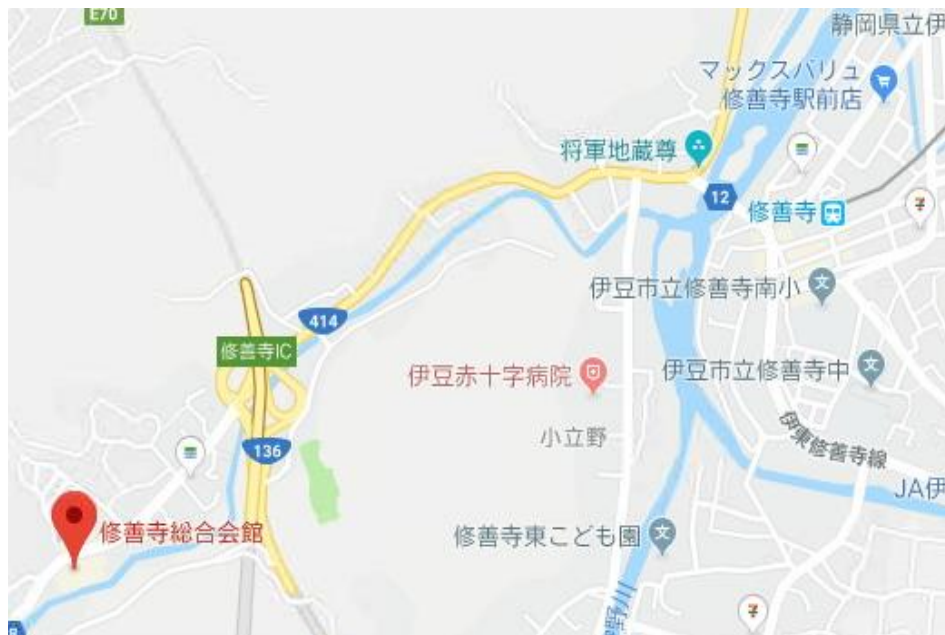 E70
静岡県立伊
マックスバリュ
修善寺駅前店
将軍地蔵尊
12
修善寺
伊豆市立修善寺南小
414
修善寺IC
伊豆赤十字病院
伊豆市立修善寺中
小立野
136
伊東修善寺線
JA伊
修善寺総合会館
修善寺東こども園
野川